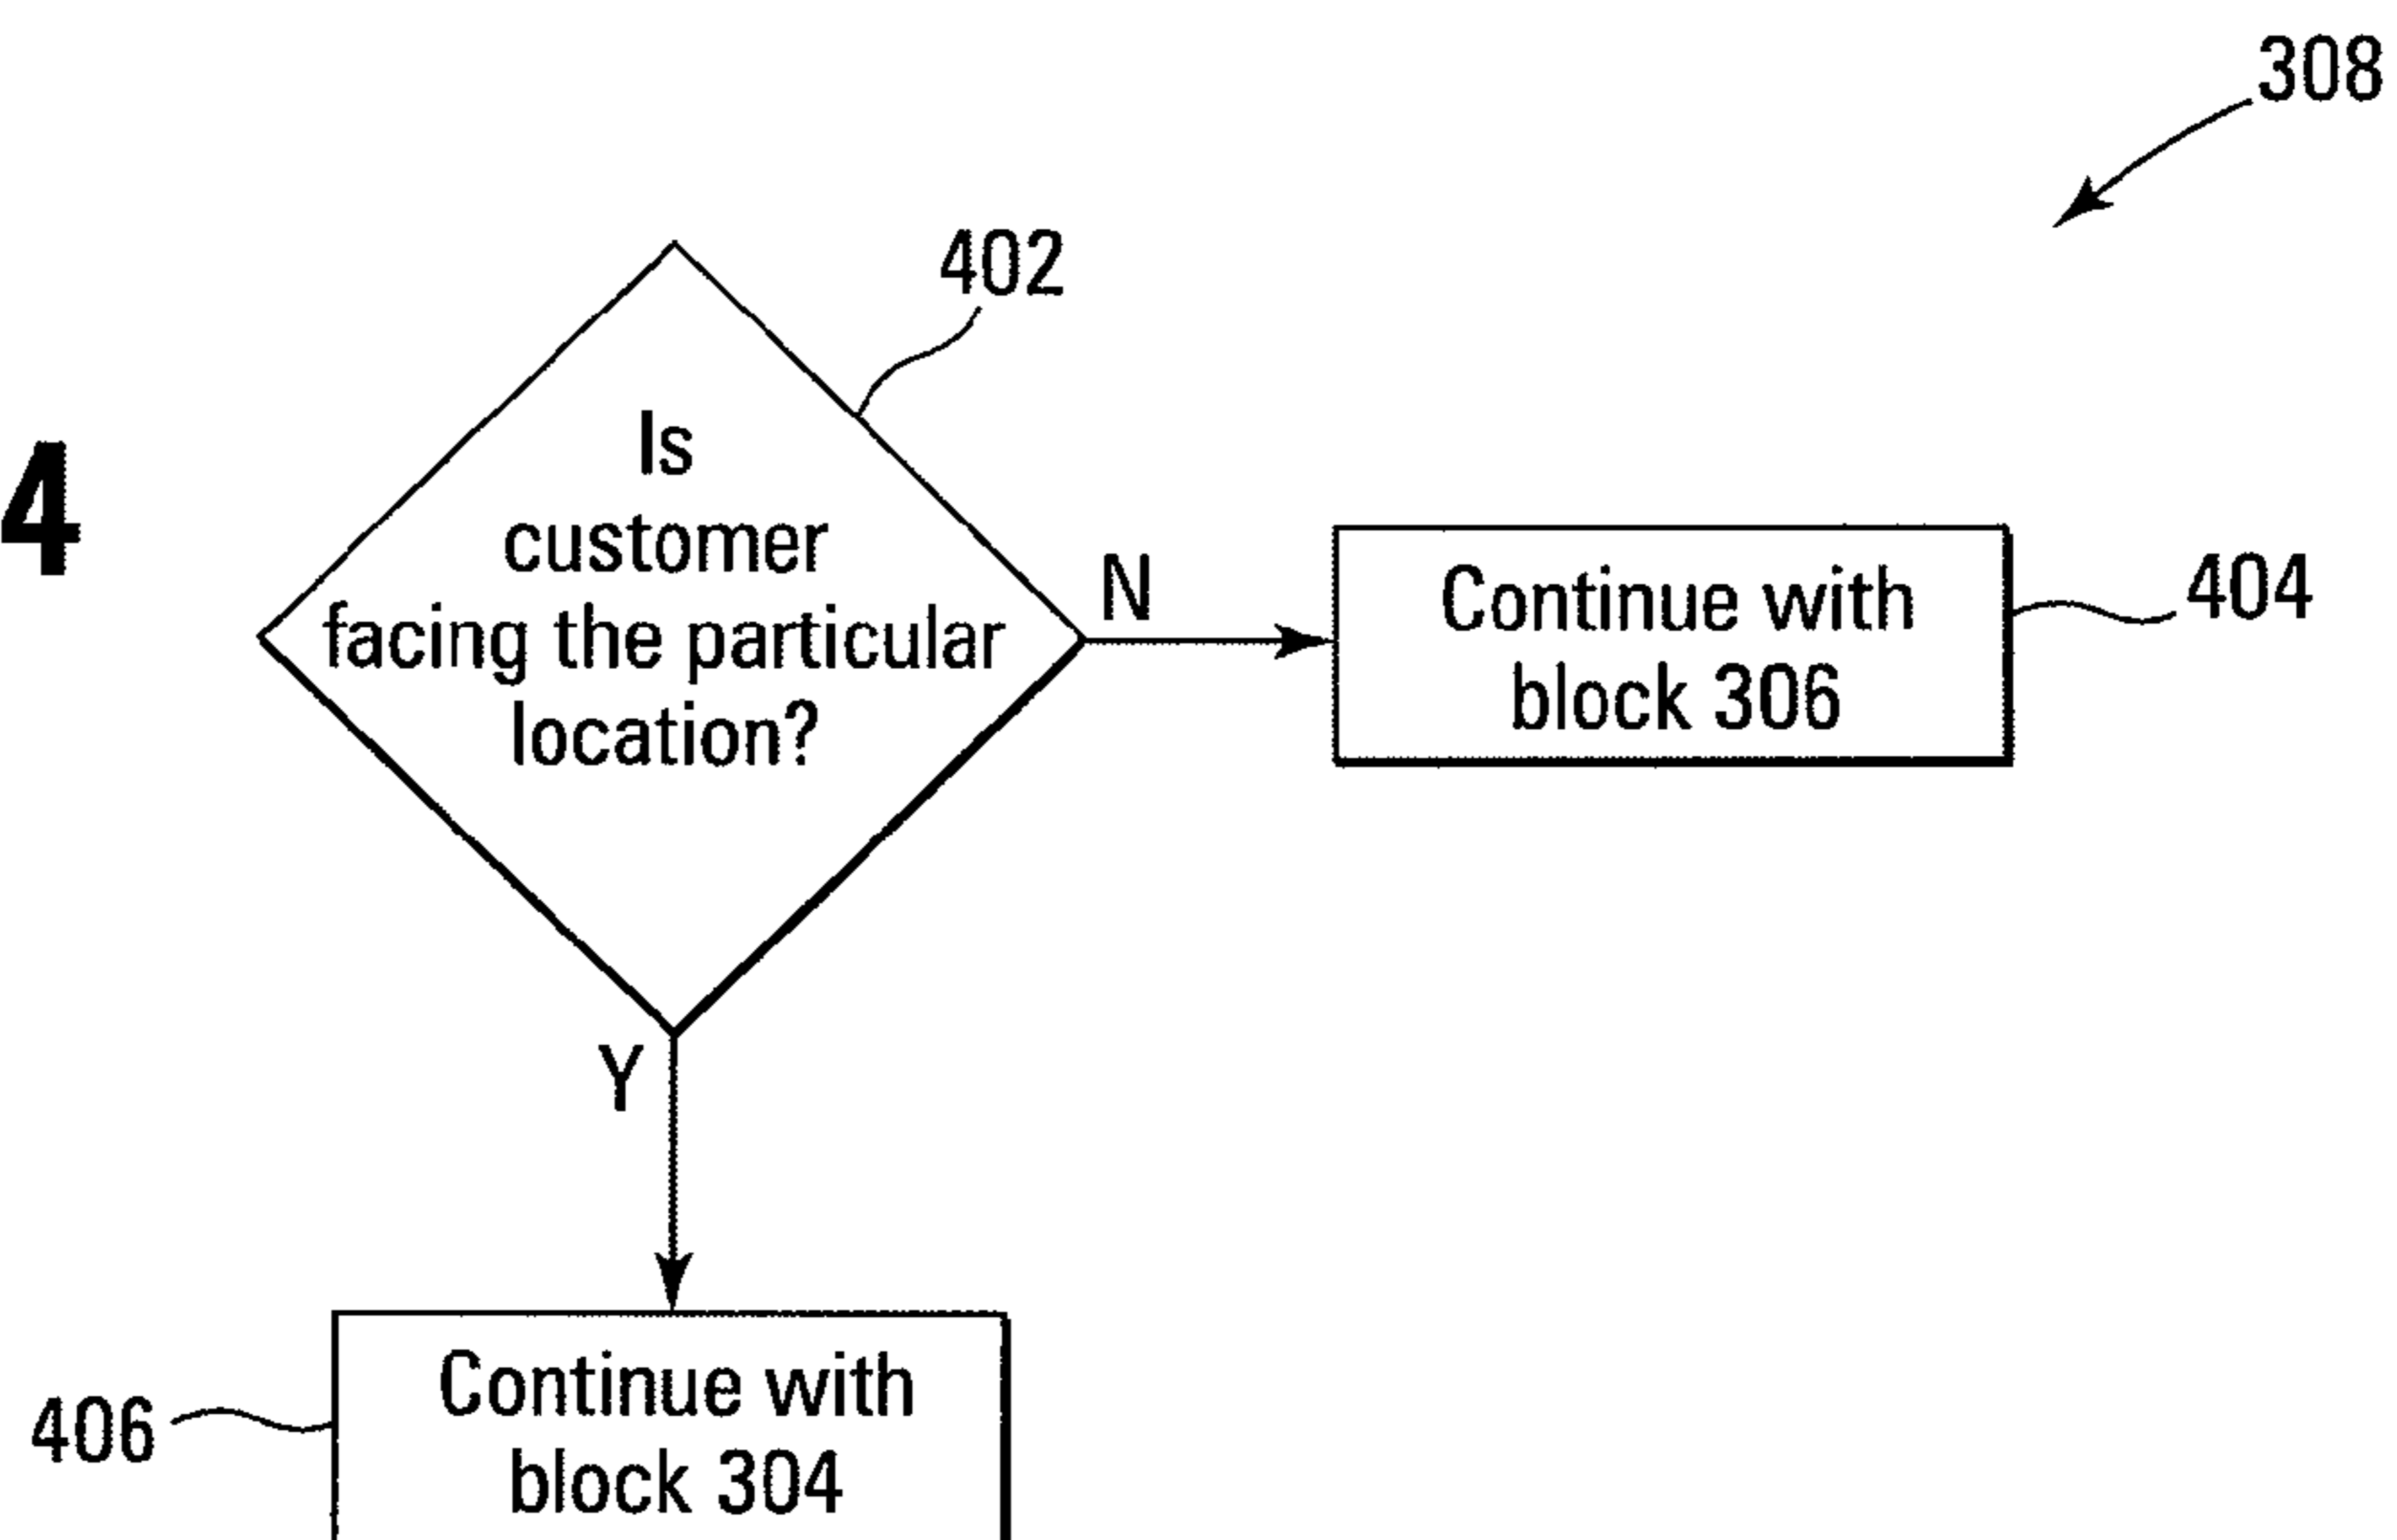 308
402
4
Is
customer
facing the particular
location?
N
Continue with
block 306
404
Y
406
Continue with
block 304